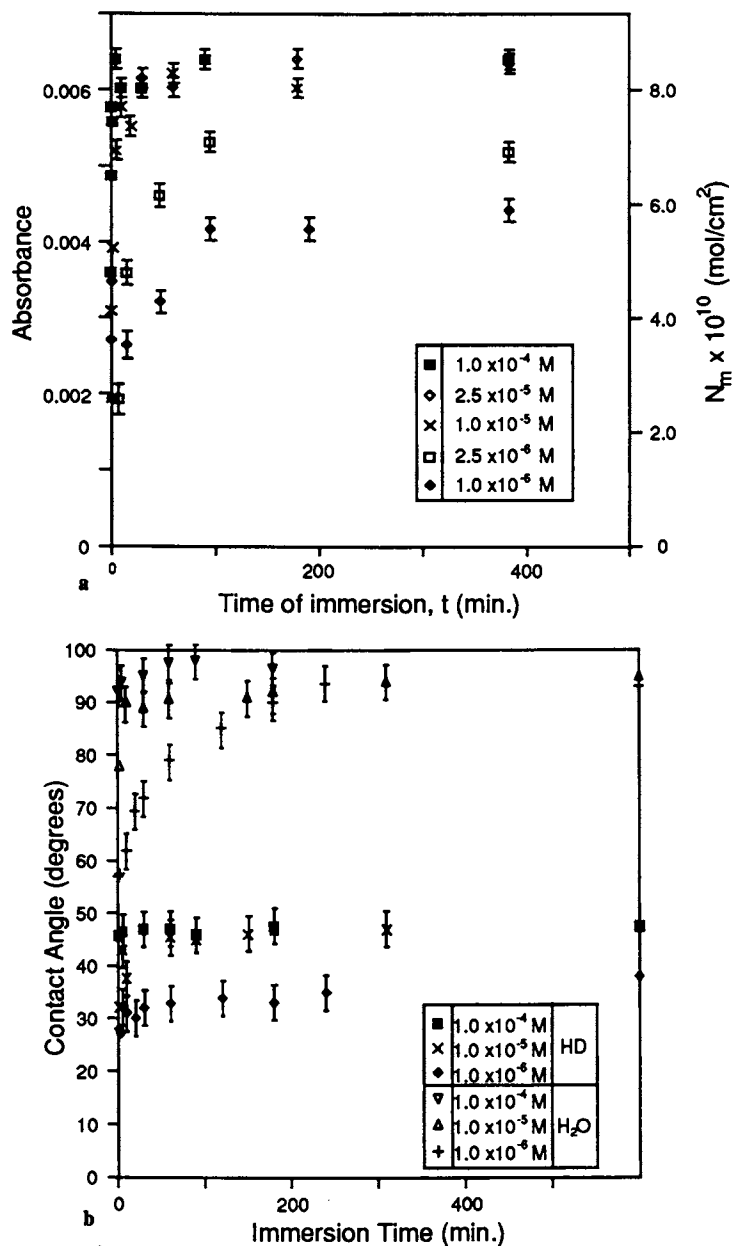 0.006
0.004
0.002
0
Absorbance
8.0
6.0
4.0
2.0
0
N_m x 10^10 (mol/cm^2)
■ 1.0 x10^-4 M
◇ 2.5 x10^-5 M
× 1.0 x10^-5 M
□ 2.5 x10^-6 M
◆ 1.0 x10^-6 M
0 200 400
a
Time of immersion, t (min.)
100
90
80
70
60
50
40
30
20
10
0
Contact Angle (degrees)
■ 1.0 x10^-4 M
× 1.0 x10^-5 M HD
◆ 1.0 x10^-6 M
▽ 1.0 x10^-4 M
△ 1.0 x10^-5 M H₂O
+ 1.0 x10^-6 M
0 200 400
b
Immersion Time (min.)